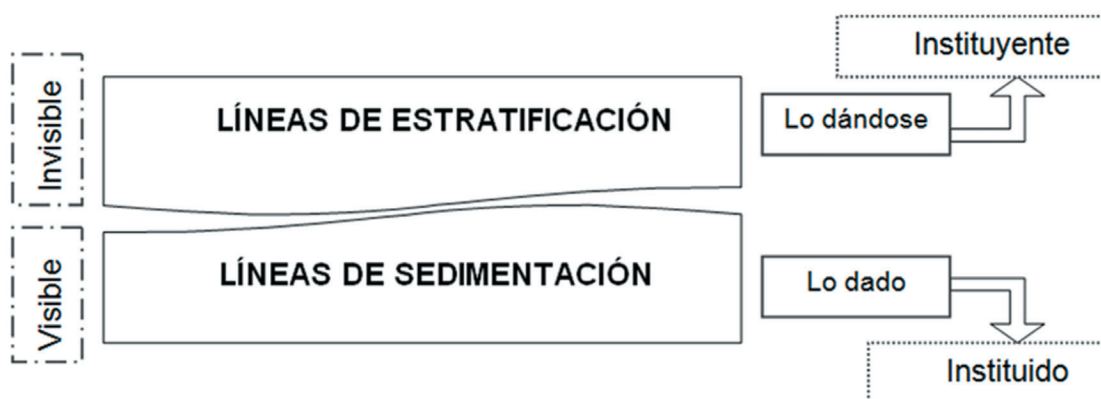 Instituyente
Invisible
LÍNEAS DE ESTRATIFICACIÓN
Lo dándose
Visible
LÍNEAS DE SEDIMENTACIÓN
Lo dado
Instituido